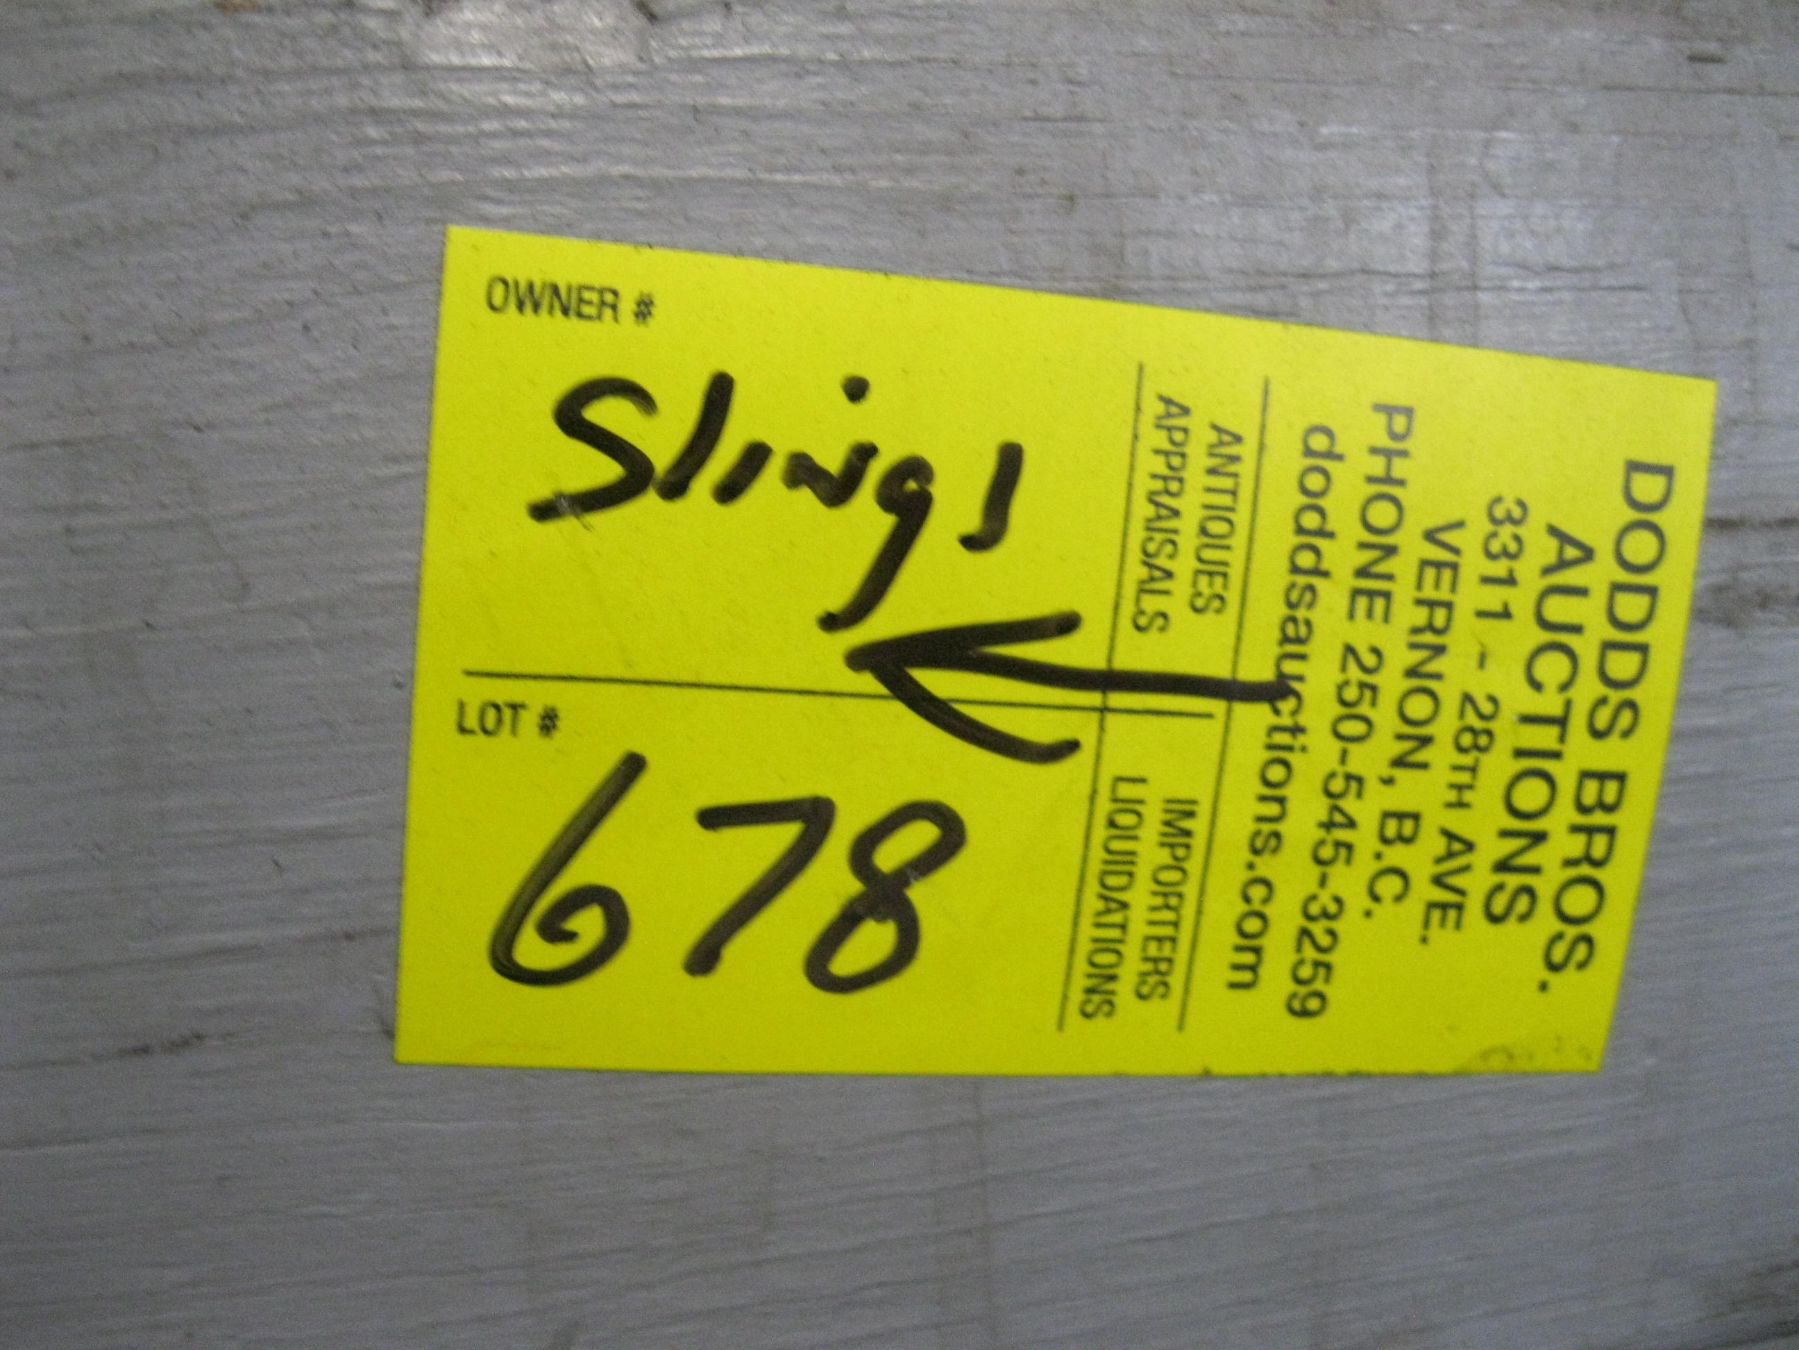 DODDS BROS.
AUCTIONS
3311 - 28TH AVE.
VERNON, B.C.
PHONE 250-545-3259
doddsauctions.com
ANTIQUES
APPRAISALS
IMPORTERS
LIQUIDATIONS
OWNER #
Slings
LOT #
678